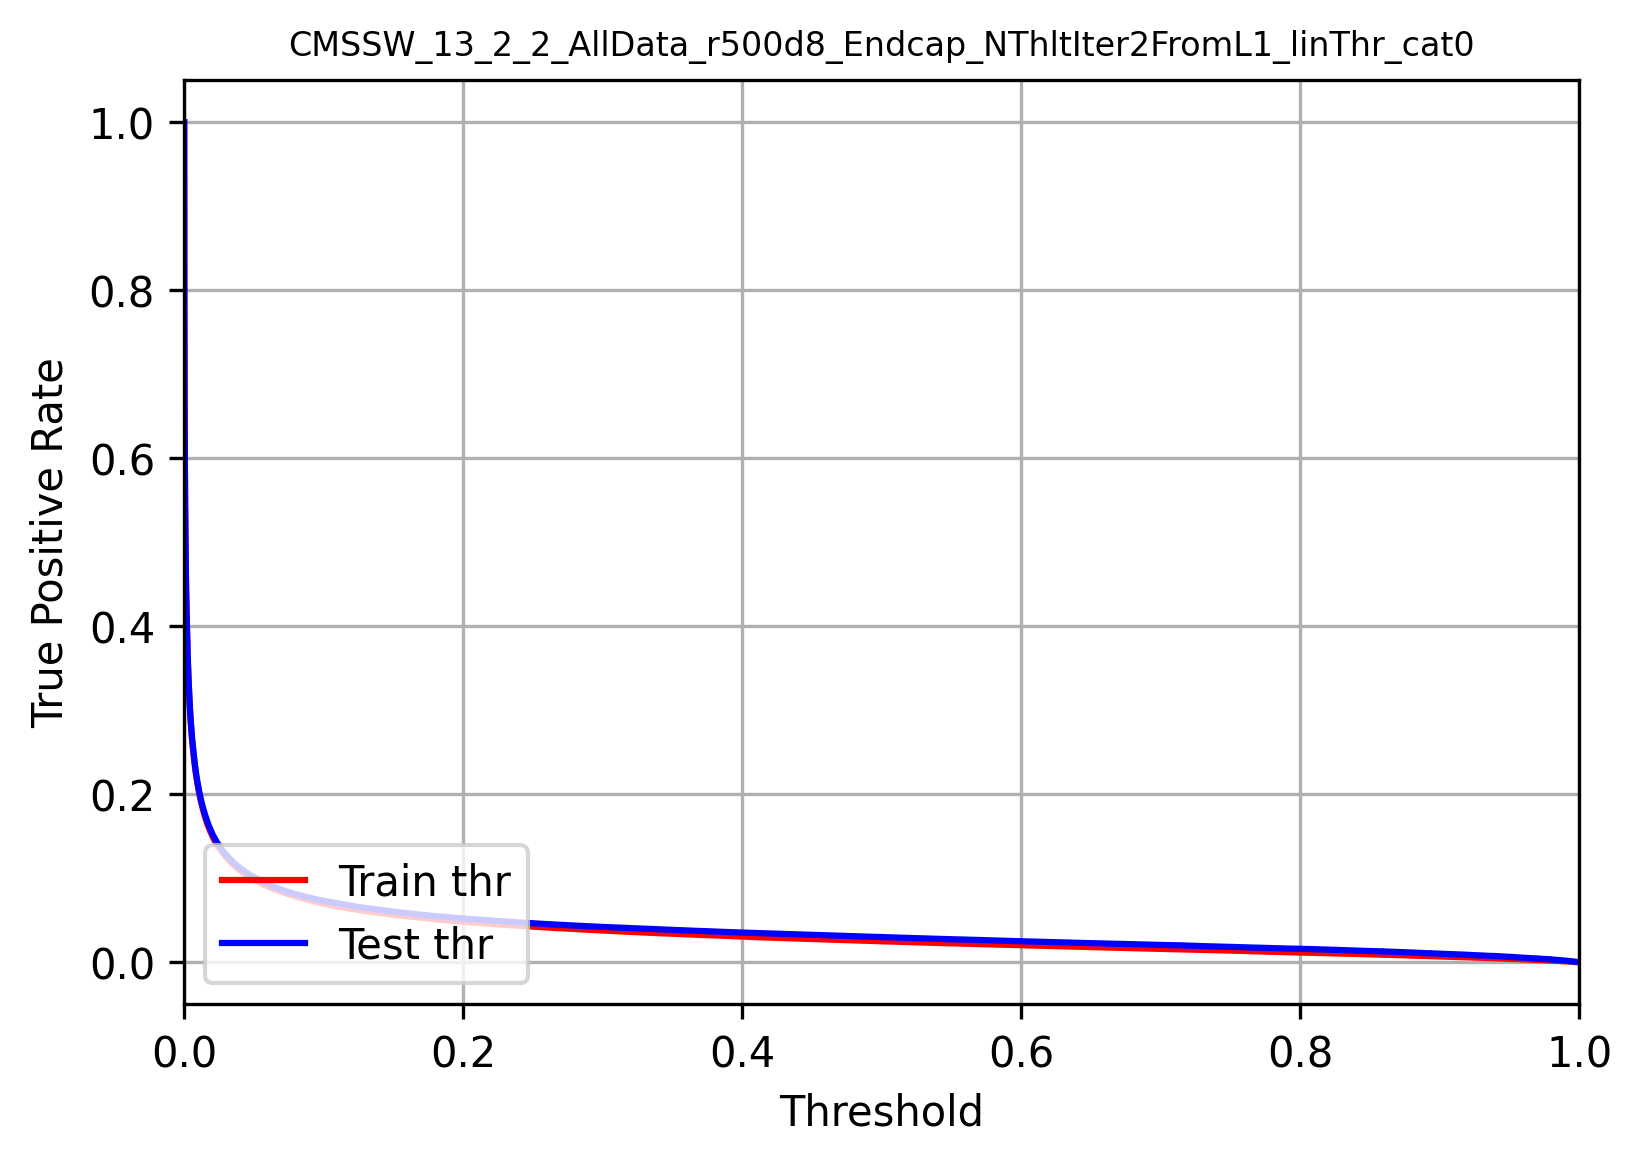 CMSSW_13_2_2_AllData_r500d8_Endcap_NThltIter2FromL1_linThr_cat0
1.0
0.8
0.6
0.4
0.2
0.0
True Positive Rate
Train thr
Test thr
0.0 0.2 0.4 0.6 0.8 1.0
Threshold